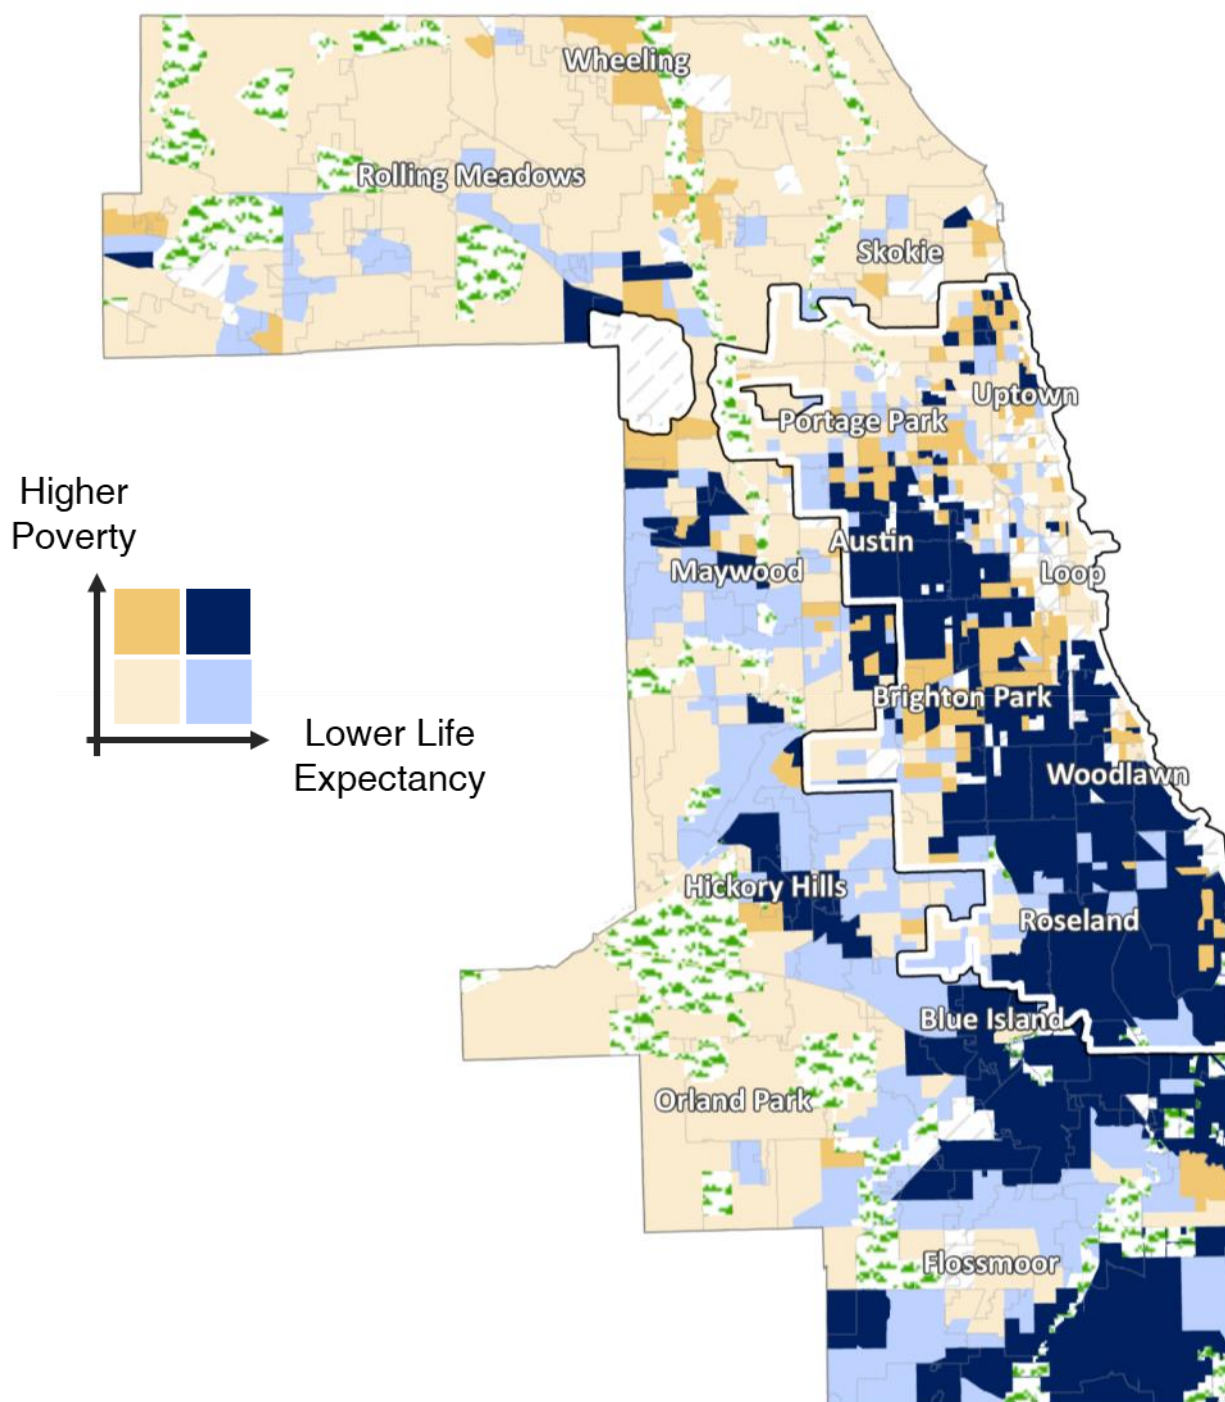 Wheeling
Rolling Meadows
Skokie
Uptown
Portage Park
Higher
Poverty
Austin
Maywood
Loop
Brighton Park
Lower Life
Expectancy
Woodlawn
Hickory Hills
Roseland
Blue Island
Orland Park
Flossmoor